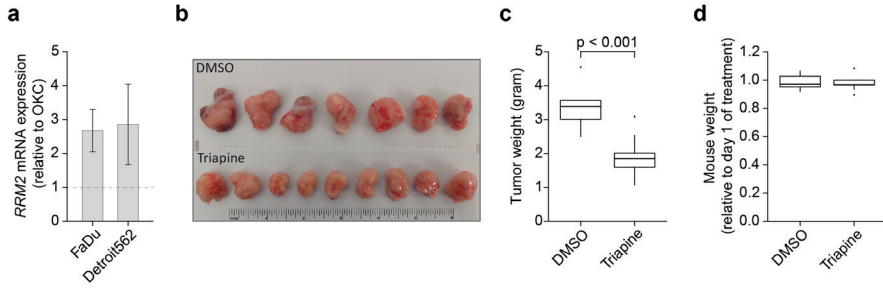 a
5
4
3
2
1
0
RRM2 mRNA expression
(relative to OKC)
FaDu
Detroit562
b
DMSO
Triapine
c
p < 0.001
5
4
3
2
1
0
Tumor weight (gram)
DMSO
Triapine
d
1.2
1.0
0.8
0.6
0.4
0.2
0.0
Mouse weight
(relative to day 1 of treatment)
DMSO
Triapine